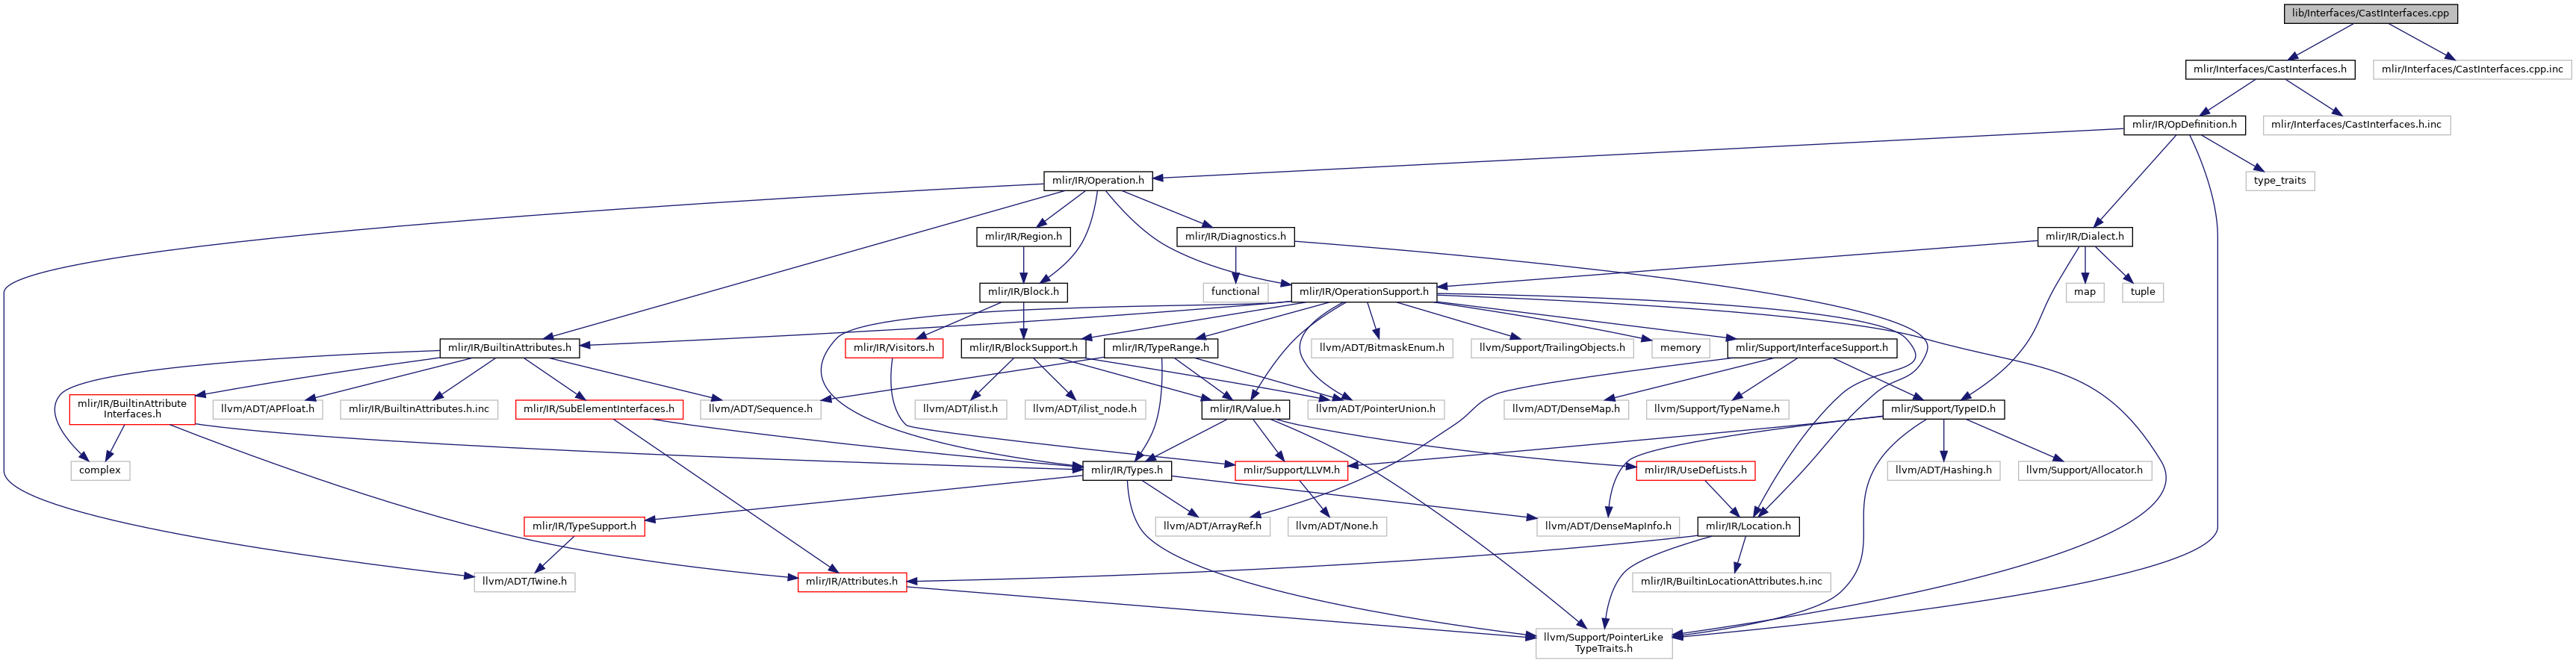 lib/Interfaces/CastInterfaces.cpp
mlir/Interfaces/CastInterfaces.h
mlir/Interfaces/CastInterfaces.cpp.inc
mlir/IR/OpDefinition.h
mlir/Interfaces/CastInterfaces.h.inc
mlir/IR/Operation.h
type_traits
mlir/IR/Region.h
mlir/IR/Diagnostics.h
mlir/IR/Dialect.h
mlir/IR/Block.h
functional
mlir/IR/OperationSupport.h
map
tuple
mlir/IR/BuiltinAttributes.h
mlir/IR/Visitors.h
mlir/IR/BlockSupport.h
mlir/IR/TypeRange.h
llvm/ADT/BitmaskEnum.h
llvm/Support/TrailingObjects.h
memory
mlir/Support/InterfaceSupport.h
mlir/IR/BuiltinAttribute
Interfaces.h
llvm/ADT/APFloat.h
mlir/IR/BuiltinAttributes.h.inc
mlir/IR/SubElementInterfaces.h
llvm/ADT/Sequence.h
llvm/ADT/ilist.h
llvm/ADT/ilist_node.h
mlir/IR/Value.h
llvm/ADT/PointerUnion.h
llvm/ADT/DenseMap.h
llvm/Support/TypeName.h
mlir/Support/TypeID.h
complex
mlir/IR/Types.h
mlir/Support/LLVM.h
mlir/IR/UseDefLists.h
llvm/ADT/Hashing.h
llvm/Support/Allocator.h
mlir/IR/TypeSupport.h
llvm/ADT/ArrayRef.h
llvm/ADT/None.h
llvm/ADT/DenseMapInfo.h
mlir/IR/Location.h
llvm/ADT/Twine.h
mlir/IR/Attributes.h
mlir/IR/BuiltinLocationAttributes.h.inc
llvm/Support/PointerLike
TypeTraits.h